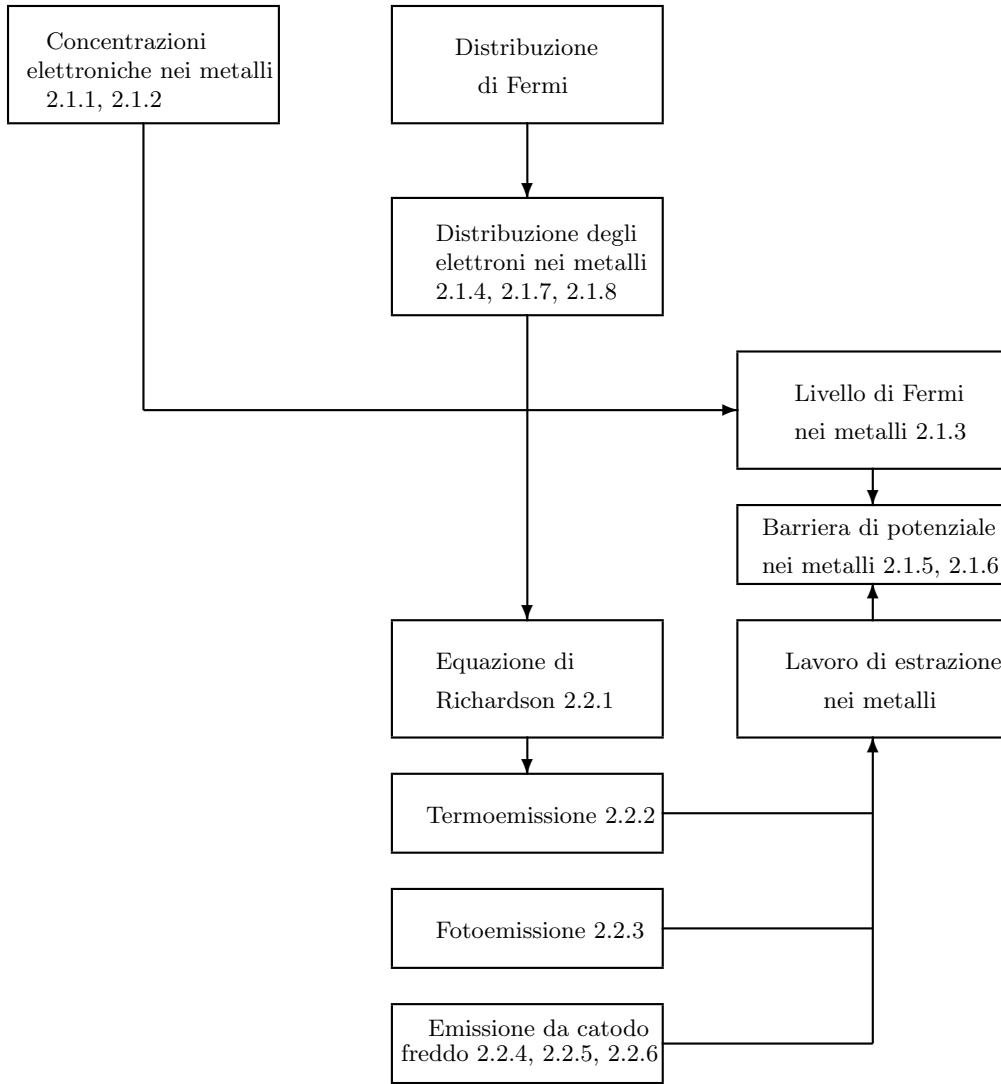 Concentrazioni
elettroniche nei metalli
2.1.1, 2.1.2
Distribuzione
di Fermi
Distribuzione degli
elettroni nei metalli
2.1.4, 2.1.7, 2.1.8
Livello di Fermi
nei metalli 2.1.3
Barriera di potenziale
nei metalli 2.1.5, 2.1.6
Equazione di
Richardson 2.2.1
Lavoro di estrazione
nei metalli
Termoemissione 2.2.2
Fotoemissione 2.2.3
Emissione da catodo
freddo 2.2.4, 2.2.5, 2.2.6